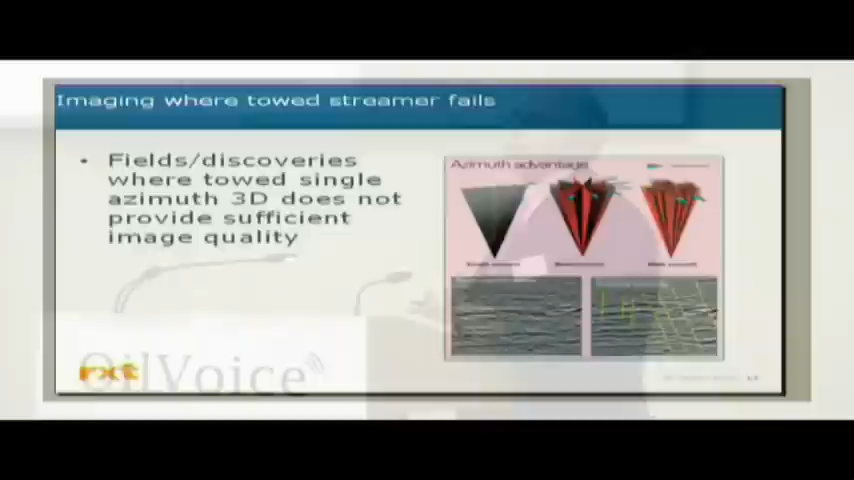 Imaging where towed streamer fails
• Fields/discoveries
where towed single
azimuth 3D does not
provide sufficient
image quality
Azimuth advantage
rxt
OilVoice